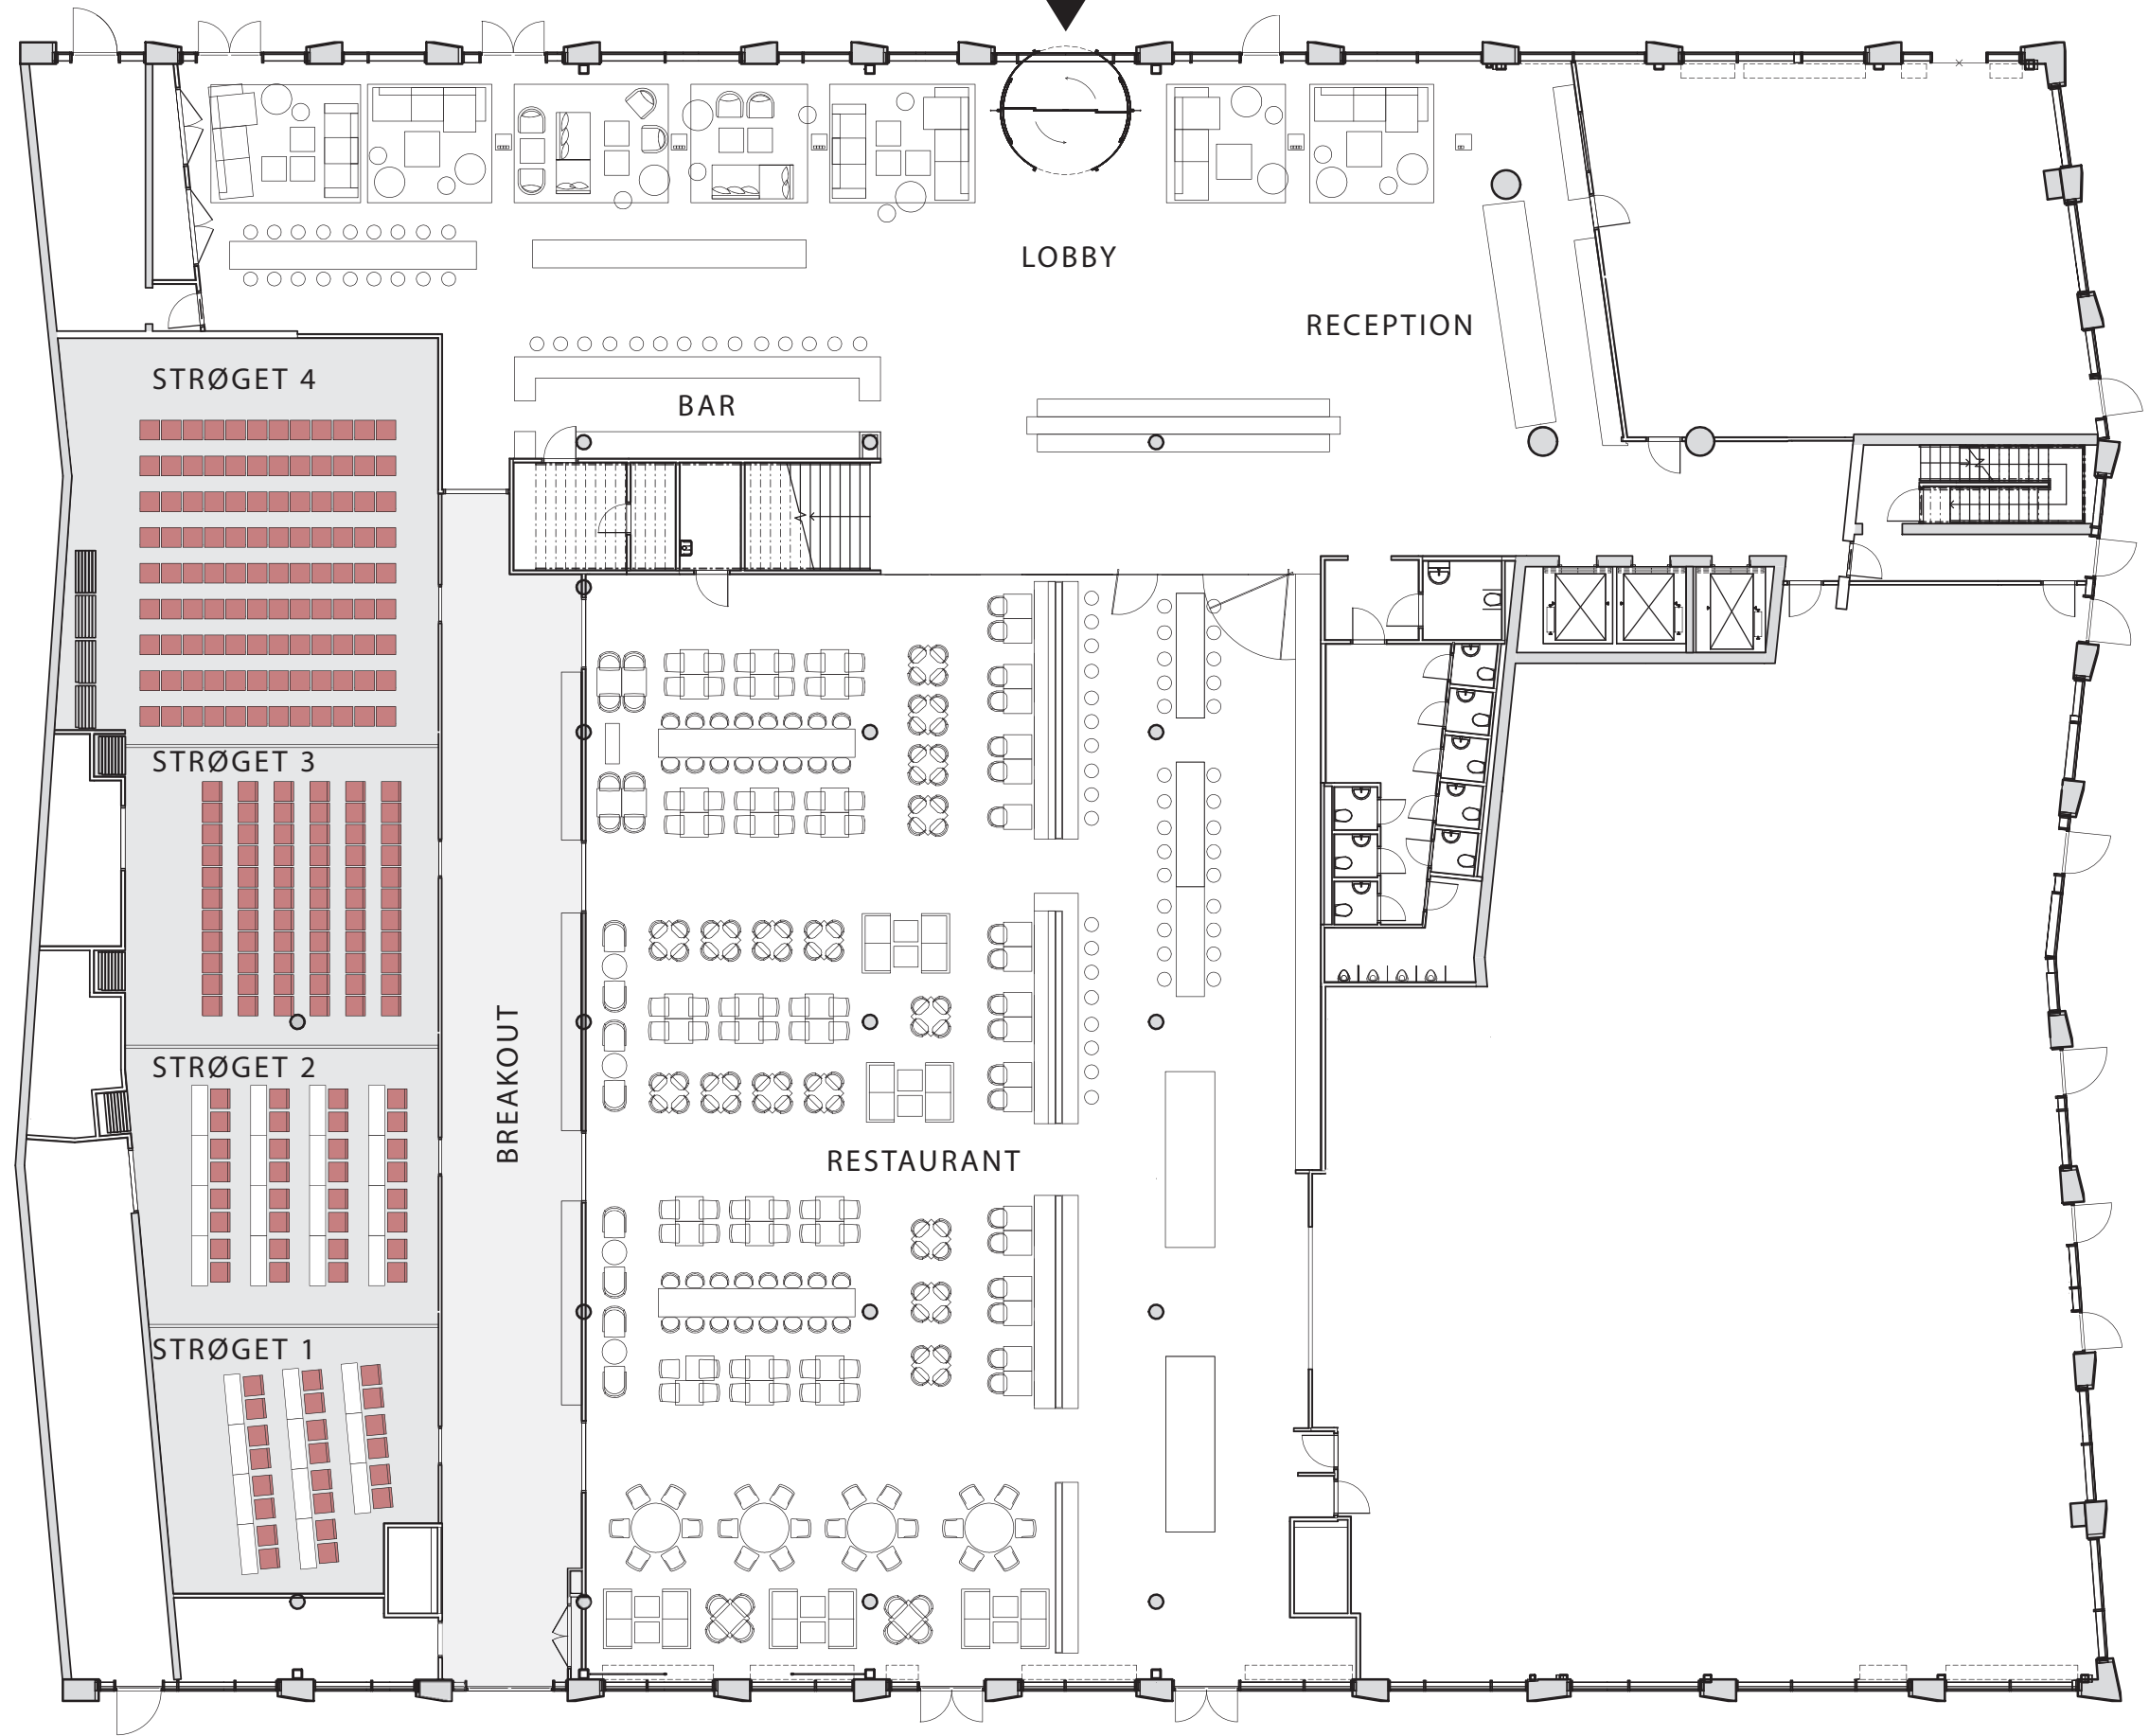 LOBBY
RECEPTION
STRØGET 4
BAR
STRØGET 3
BREAKOUT
STRØGET 2
RESTAURANT
STRØGET 1